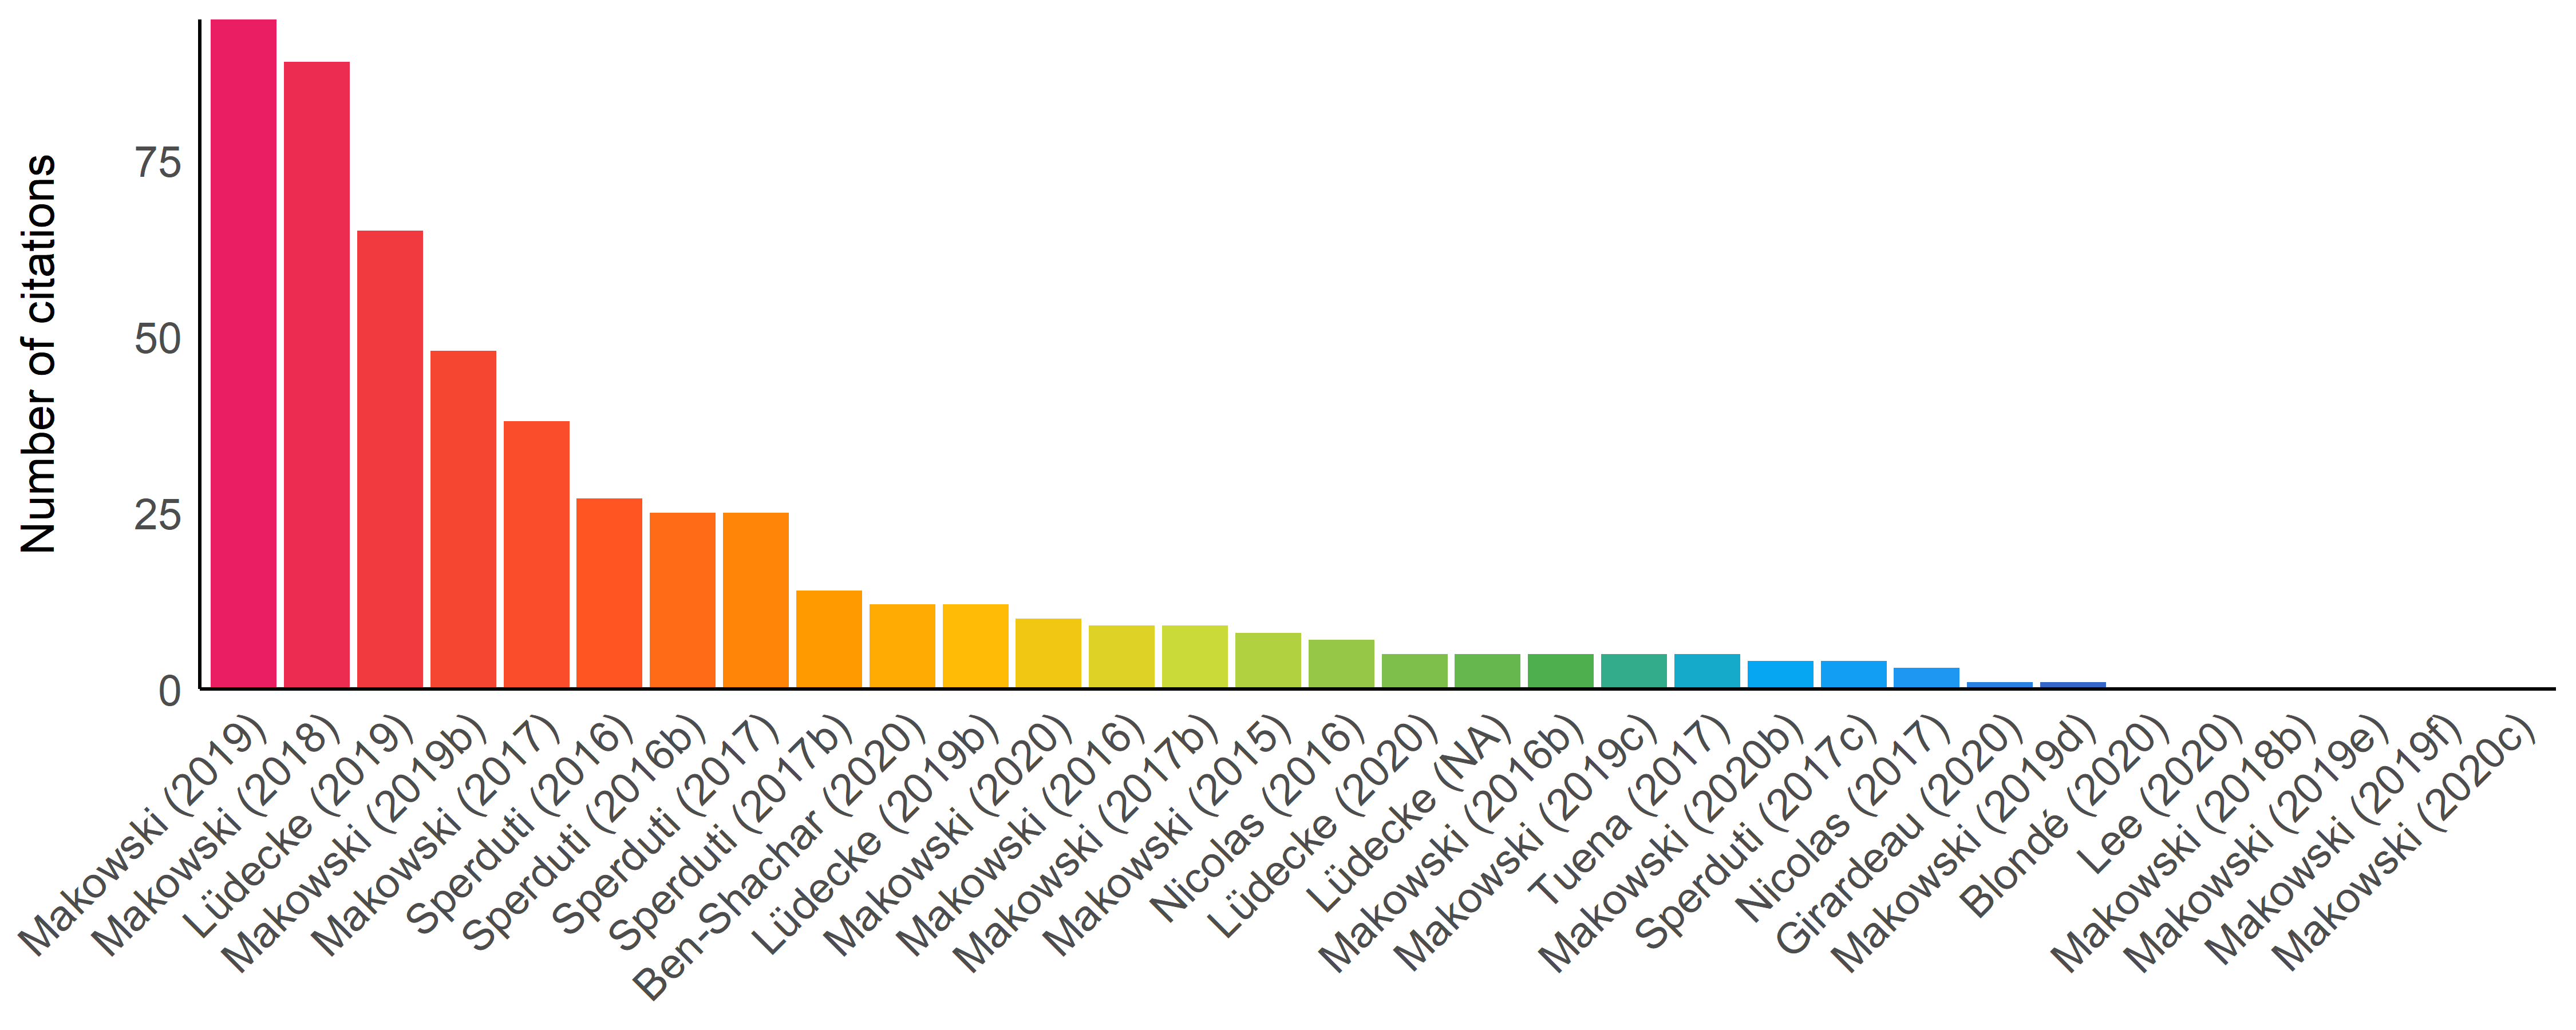 Number of citations
75
50
25
0
Makowski (2019)
Makowski (2018)
Lüdecke (2019)
Makowski (2019b)
Makowski (2017)
Sperduti (2016)
Sperduti (2016b)
Sperduti (2017)
Sperduti (2017b)
Ben-Shachar (2020)
Lüdecke (2019b)
Makowski (2020)
Makowski (2016)
Makowski (2017b)
Makowski (2015)
Nicolas (2016)
Lüdecke (2020)
Lüdecke (NA)
Makowski (2016b)
Makowski (2019c)
Tuena (2017)
Makowski (2020b)
Sperduti (2017c)
Nicolas (2017)
Girardeau (2020)
Makowski (2019d)
Blondé (2020)
Lee (2020)
Makowski (2018b)
Makowski (2019e)
Makowski (2019f)
Makowski (2020c)